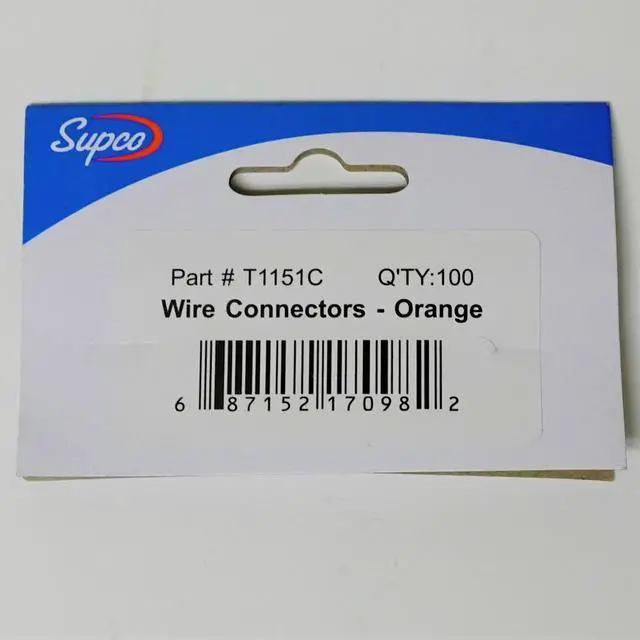 Supco
Part # T1151C Q'TY:100
Wire Connectors - Orange
6 87152 17098 2